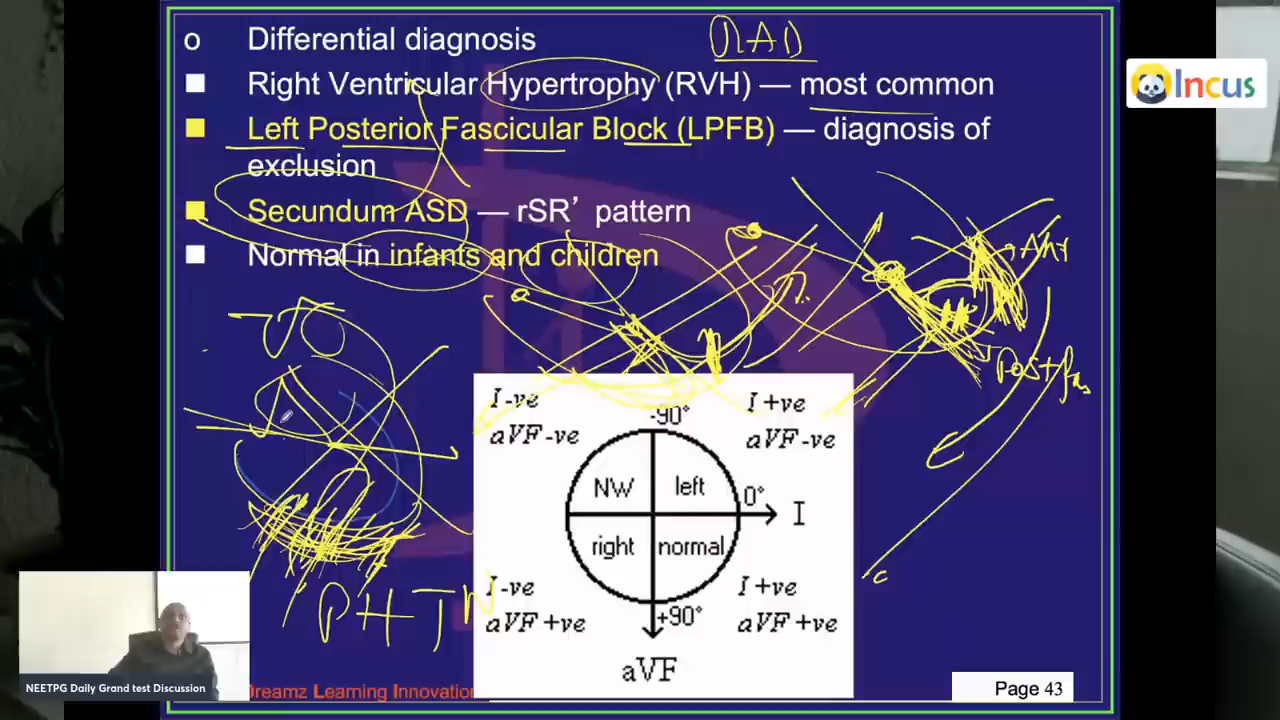 o Differential diagnosis
RAD
Right Ventricular Hypertrophy (RVH) — most common
Left Posterior Fascicular Block (LPFB) — diagnosis of
exclusion
Secundum ASD — rSR’ pattern
Normal in infants and children
Incus
Ant
Post fas
PHTN
I -ve
aVF -ve
-90°
I +ve
aVF -ve
NW
left
0°
I
right
normal
I -ve
aVF +ve
+90°
I +ve
aVF +ve
aVF
NEETPG Daily Grand test Discussion
Dreamz Learning Innovation
Page 43